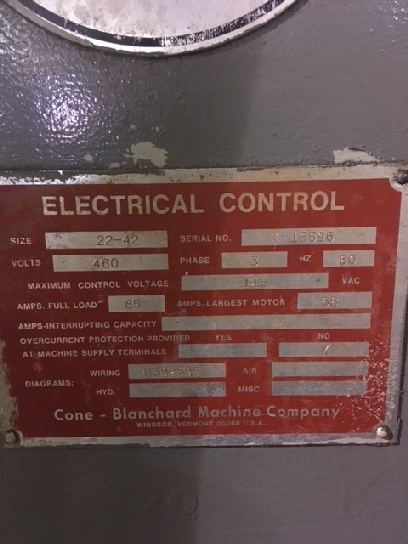 ELECTRICAL CONTROL
SIZE 22-42 SERIAL NO. 15596
VOLTS 460 PHASE 3 HZ 60
MAXIMUM CONTROL VOLTAGE 115 VAC
AMPS. FULL LOAD 85 AMPS. LARGEST MOTOR
AMPS-INTERRUPTING CAPACITY
OVERCURRENT PROTECTION PROVIDED YES NO
AT MACHINE SUPPLY TERMINALS /
DIAGRAMS: WIRING AIR
HYD. MISC
Cone - Blanchard Machine Company
WINDSOR, VERMONT U.S.A.